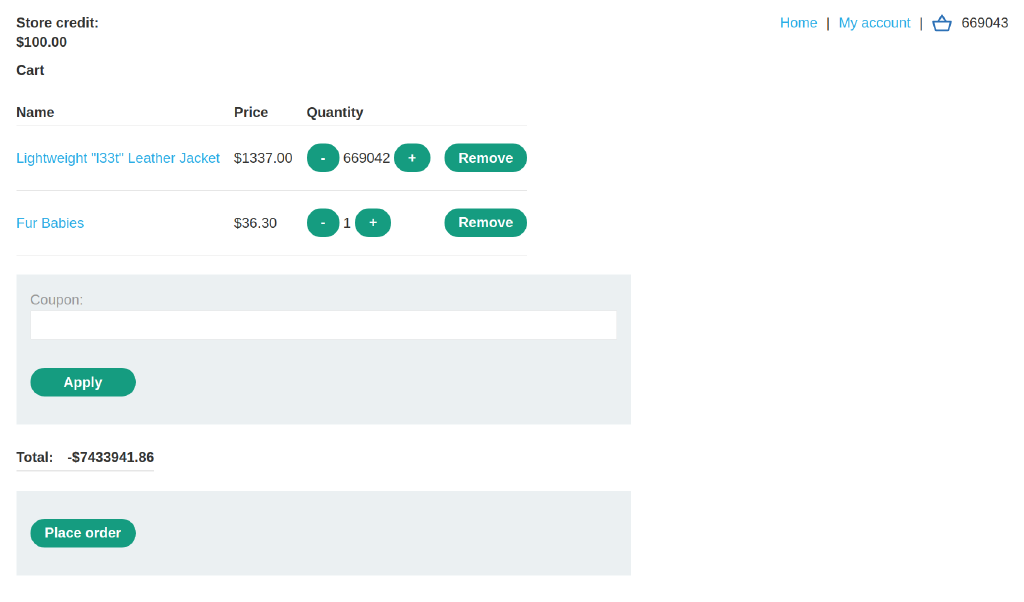 Store credit:
$100.00
Home | My account | 669043
Cart
Name Price Quantity
Lightweight "l33t" Leather Jacket $1337.00 - 669042 + Remove
Fur Babies $36.30 - 1 + Remove
Coupon:
Apply
Total: -$7433941.86
Place order